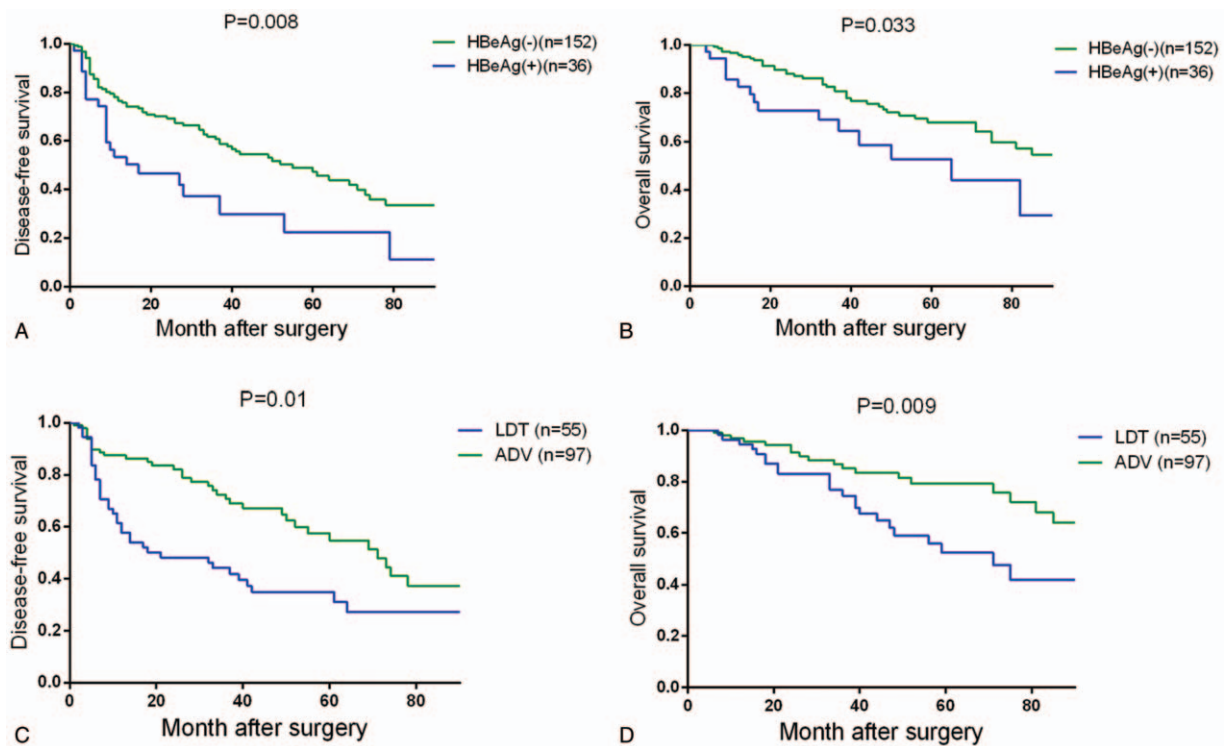 P=0.008
HBeAg(-)(n=152)
HBeAg(+)(n=36)
Disease-free survival
1.0
0.8
0.6
0.4
0.2
0.0
0 20 40 60 80
Month after surgery
A
P=0.033
HBeAg(-)(n=152)
HBeAg(+)(n=36)
Overall survival
1.0
0.8
0.6
0.4
0.2
0.0
0 20 40 60 80
Month after surgery
B
P=0.01
LDT (n=55)
ADV (n=97)
Disease-free survival
1.0
0.8
0.6
0.4
0.2
0.0
0 20 40 60 80
Month after surgery
C
P=0.009
LDT (n=55)
ADV (n=97)
Overall survival
1.0
0.8
0.6
0.4
0.2
0.0
0 20 40 60 80
Month after surgery
D